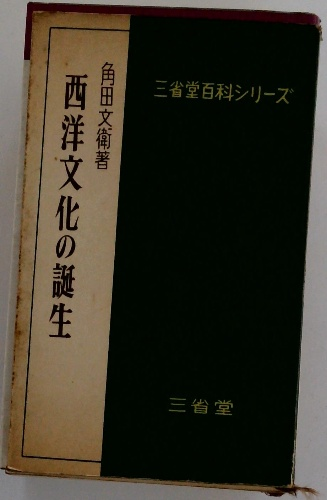 三省堂百科シリーズ
角田文衛著
西洋文化の誕生
三省堂